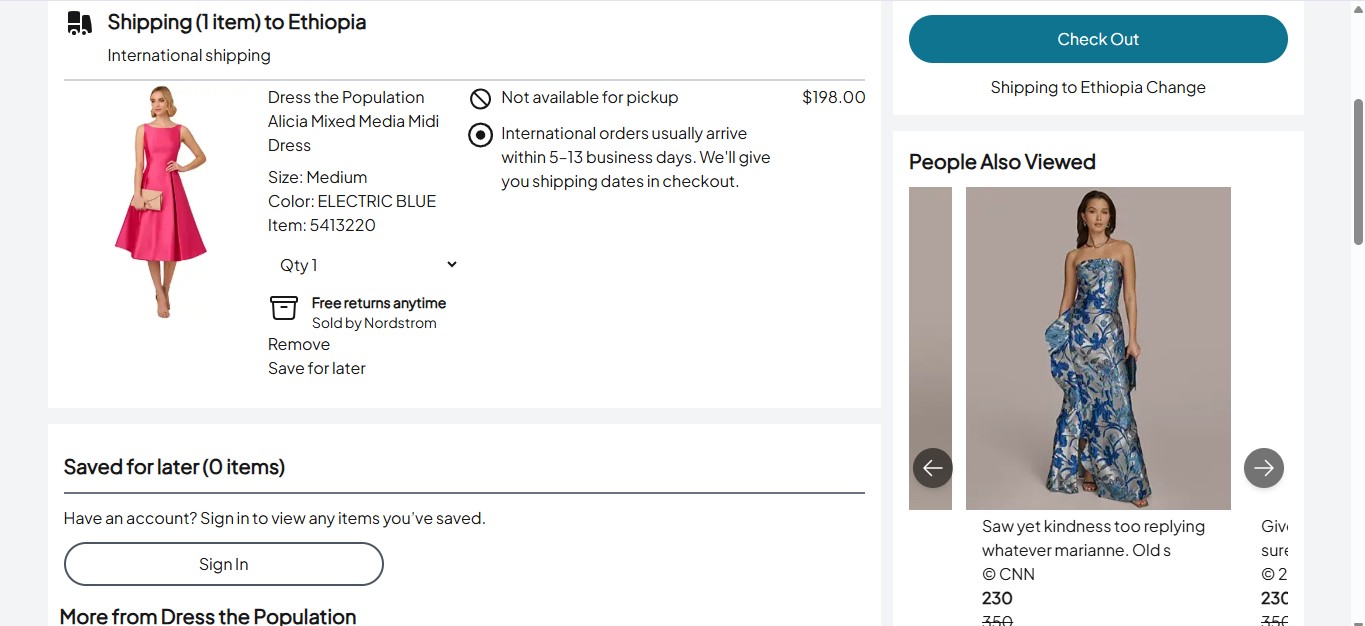 Shipping (1 item) to Ethiopia
International shipping
Dress the Population
Alicia Mixed Media Midi
Dress
Size: Medium
Color: ELECTRIC BLUE
Item: 5413220
Qty 1
Free returns anytime
Sold by Nordstrom
Remove
Save for later
Not available for pickup
International orders usually arrive
within 5–13 business days. We'll give
you shipping dates in checkout.
$198.00
Saved for later (0 items)
Have an account? Sign in to view any items you've saved.
Sign In
More from Dress the Population
Check Out
Shipping to Ethiopia Change
People Also Viewed
Saw yet kindness too replying
whatever marianne. Old s
© CNN
230
350
Giv
sure
© 2
230
350